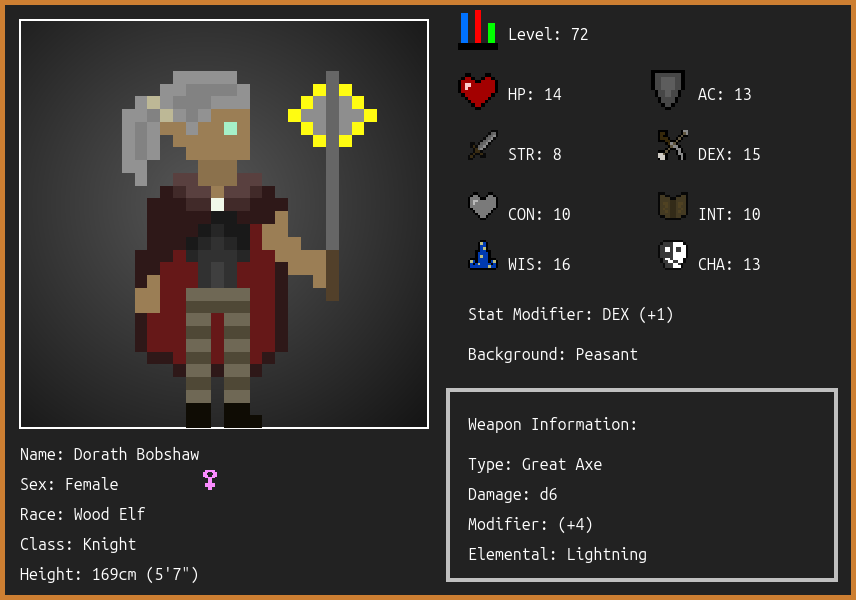 Level: 72
HP: 14
AC: 13
STR: 8
DEX: 15
CON: 10
INT: 10
WIS: 16
CHA: 13
Stat Modifier: DEX (+1)
Background: Peasant
Weapon Information:
Type: Great Axe
Damage: d6
Modifier: (+4)
Elemental: Lightning
Name: Dorath Bobshaw
Sex: Female
Race: Wood Elf
Class: Knight
Height: 169cm (5'7")